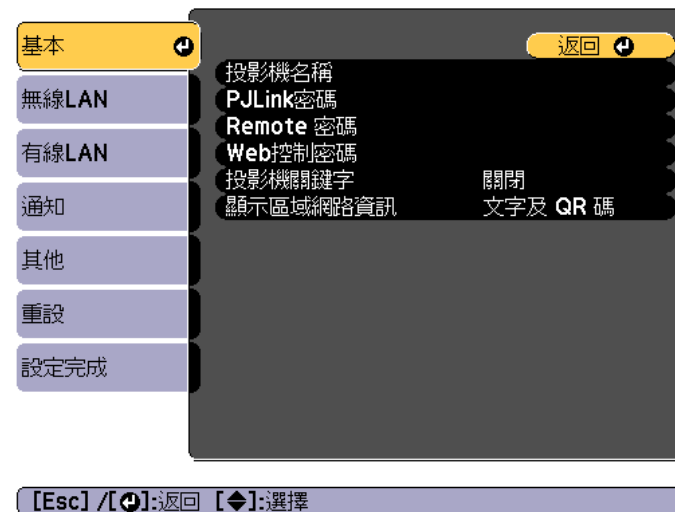 基本
無線LAN
有線LAN
通知
其他
重設
設定完成
返回
投影機名稱
PJLink密碼
Remote 密碼
Web控制密碼
投影機關鍵字 關閉
顯示區域網路資訊 文字及 QR 碼
[Esc] /[]:返回 []:選擇